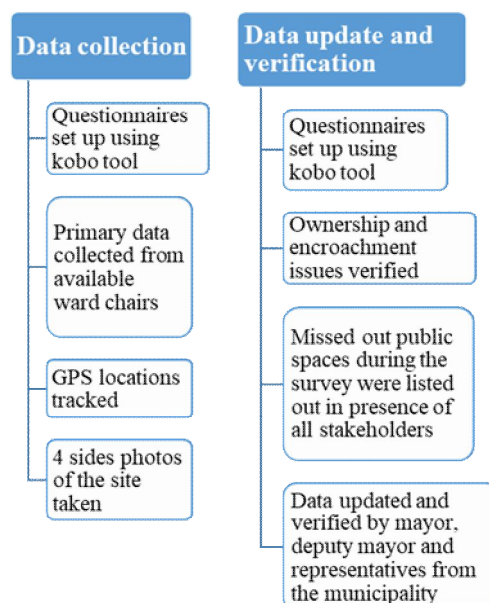 Data collection
Questionnaires
set up using
kobo tool
Primary data
collected from
available
ward chairs
GPS locations
tracked
4 sides photos
of the site
taken
Data update and
verification
Questionnaires
set up using
kobo tool
Ownership and
encroachment
issues verified
Missed out public
spaces during the
survey were listed
out in presence of
all stakeholders
Data updated and
verified by mayor,
deputy mayor and
representatives from
the municipality